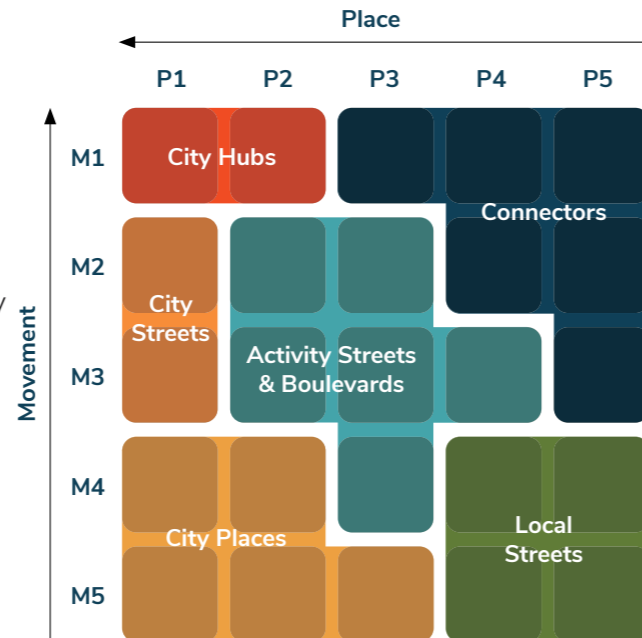 Place
P1 P2 P3 P4 P5
M1
City Hubs
Connectors
M2
City
Streets
Movement
M3
Activity Streets
& Boulevards
M4
City Places
Local
Streets
M5